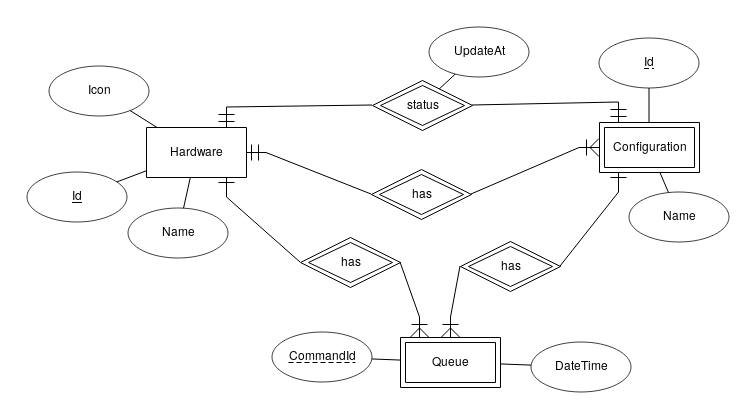 UpdateAt
Id
Icon
status
Hardware
Configuration
has
Id
Name
Name
has
has
CommandId
Queue
DateTime